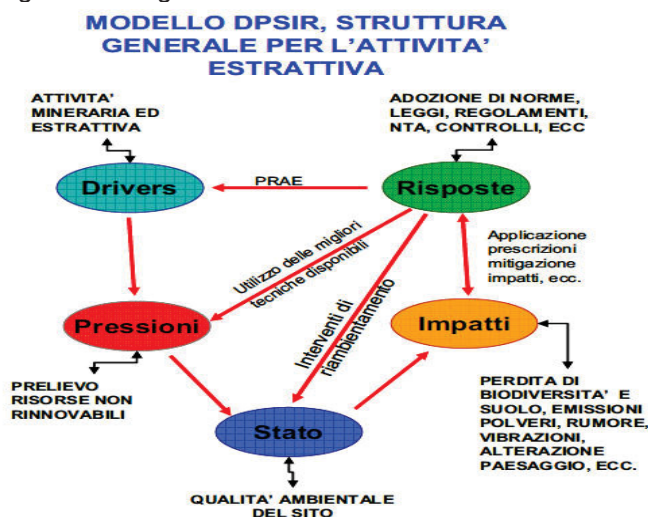 MODELLO DPSIR, STRUTTURA
GENERALE PER L'ATTIVITA'
ESTRATTIVA
ATTIVITA'
MINERARIA ED
ESTRATTIVA
ADOZIONE DI NORME,
LEGGI, REGOLAMENTI,
NTA, CONTROLLI, ECC
Drivers
PRAE
Risposte
Utilizzo delle migliori
tecniche disponibili
Interventi di
riambientamento
Applicazione
prescrizioni
mitigazione
impatti, ecc.
Pressioni
Impatti
PRELIEVO
RISORSE NON
RINNOVABILI
Stato
PERDITA DI
BIODIVERSITA' E
SUOLO, EMISSIONI
POLVERI, RUMORE,
VIBRAZIONI,
ALTERAZIONE
PAESAGGIO, ECC.
QUALITA' AMBIENTALE
DEL SITO